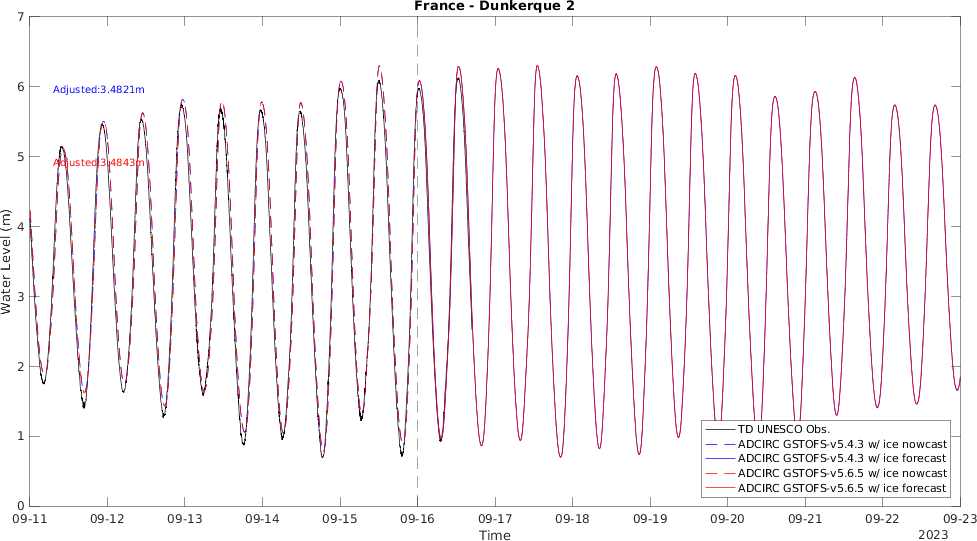 France - Dunkerque 2
7
6
5
4
3
2
1
0
Water Level (m)
Adjusted:3.4821m
Adjusted:3.4843m
TD UNESCO Obs.
ADCIRC GSTOFS-v5.4.3 w/ ice nowcast
ADCIRC GSTOFS-v5.4.3 w/ ice forecast
ADCIRC GSTOFS-v5.6.5 w/ ice nowcast
ADCIRC GSTOFS-v5.6.5 w/ ice forecast
09-11 09-12 09-13 09-14 09-15 09-16 09-17 09-18 09-19 09-20 09-21 09-22 09-23
Time
2023